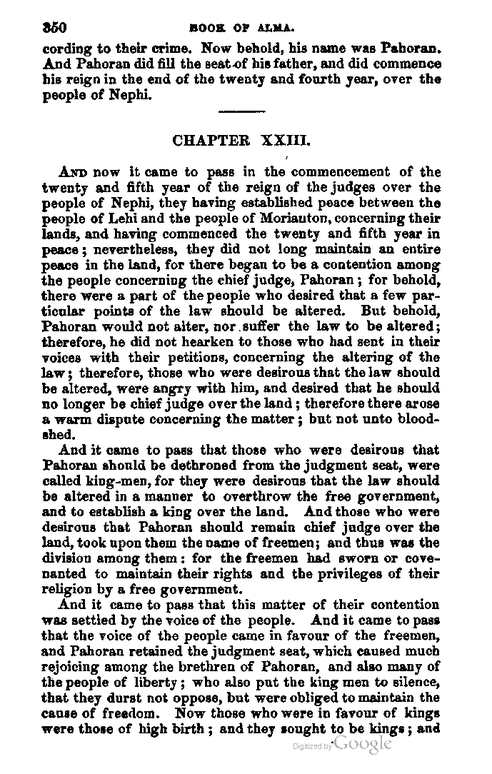 350 BOOK OF ALMA.
cording to their crime. Now behold, his name was Pahoran.
And Pahoran did fill the seat of his father, and did commence
his reign in the end of the twenty and fourth year, over the
people of Nephi.
CHAPTER XXIII.
AND now it came to pass in the commencement of the
twenty and fifth year of the reign of the judges over the
people of Nephi, they having established peace between the
people of Lehi and the people of Morianton, concerning their
lands, and having commenced the twenty and fifth year in
peace; nevertheless, they did not long maintain an entire
peace in the land, for there began to be a contention among
the people concerning the chief judge, Pahoran; for behold,
there were a part of the people who desired that a few par-
ticular points of the law should be altered. But behold,
Pahoran would not alter, nor suffer the law to be altered;
therefore, he did not hearken to those who had sent in their
voices with their petitions, concerning the altering of the
law; therefore, those who were desirous that the law should
be altered, were angry with him, and desired that he should
no longer be chief judge over the land; therefore there arose
a warm dispute concerning the matter; but not unto blood-
shed.
And it came to pass that those who were desirous that
Pahoran should be dethroned from the judgment seat, were
called king-men, for they were desirous that the law should
be altered in a manner to overthrow the free government,
and to establish a king over the land. And those who were
desirous that Pahoran should remain chief judge over the
land, took upon them the name of freemen; and thus was the
division among them: for the freemen had sworn or cove-
nanted to maintain their rights and the privileges of their
religion by a free government.
And it came to pass that this matter of their contention
was settled by the voice of the people. And it came to pass
that the voice of the people came in favour of the freemen,
and Pahoran retained the judgment seat, which caused much
rejoicing among the brethren of Pahoran, and also many of
the people of liberty; who also put the king men to silence,
that they durst not oppose, but were obliged to maintain the
cause of freedom. Now those who were in favour of kings
were those of high birth; and they sought to be kings; and
Digitized by Google